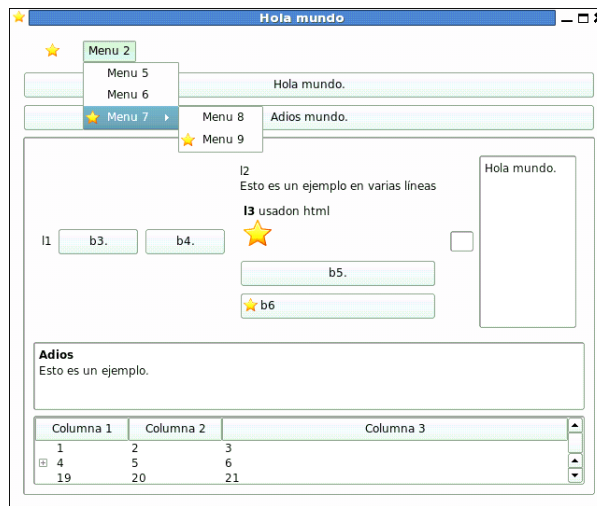 Hola mundo
Menu 2
Menu 5
Menu 6
Menu 7
Menu 8
Menu 9
Hola mundo.
Adios mundo.
l2
Esto es un ejemplo en varias líneas
l3 usadon html
l1
b3.
b4.
b5.
b6
Hola mundo.
Adios
Esto es un ejemplo.
Columna 1 Columna 2 Columna 3
1 2 3
4 5 6
19 20 21